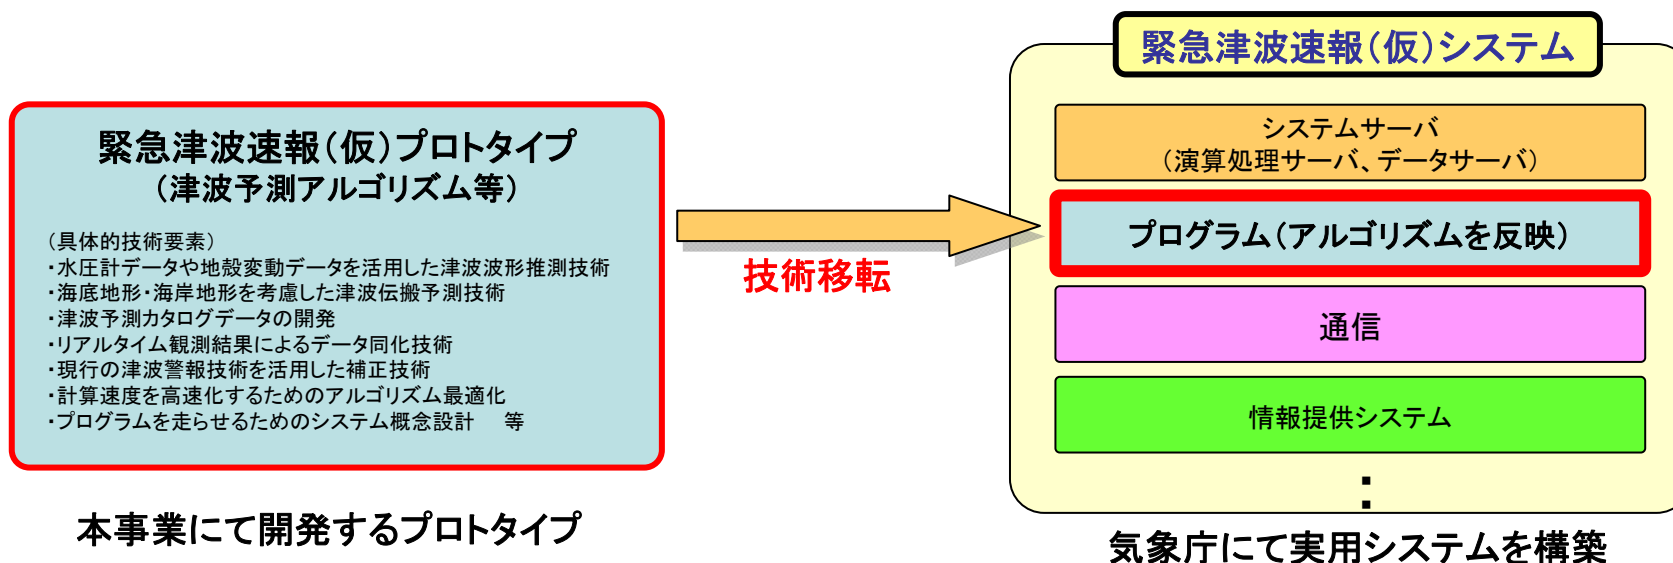 緊急津波速報(仮)プロトタイプ
(津波予測アルゴリズム等)
(具体的技術要素)
・水圧計データや地殻変動データを活用した津波波形推測技術
・海底地形・海岸地形を考慮した津波伝搬予測技術
・津波予測カタログデータの開発
・リアルタイム観測結果によるデータ同化技術
・現行の津波警報技術を活用した補正技術
・計算速度を高速化するためのアルゴリズム最適化
・プログラムを走らせるためのシステム概念設計 等
本事業にて開発するプロトタイプ
技術移転
緊急津波速報(仮)システム
システムサーバ
(演算処理サーバ、データサーバ)
プログラム(アルゴリズムを反映)
通信
情報提供システム
:
気象庁にて実用システムを構築